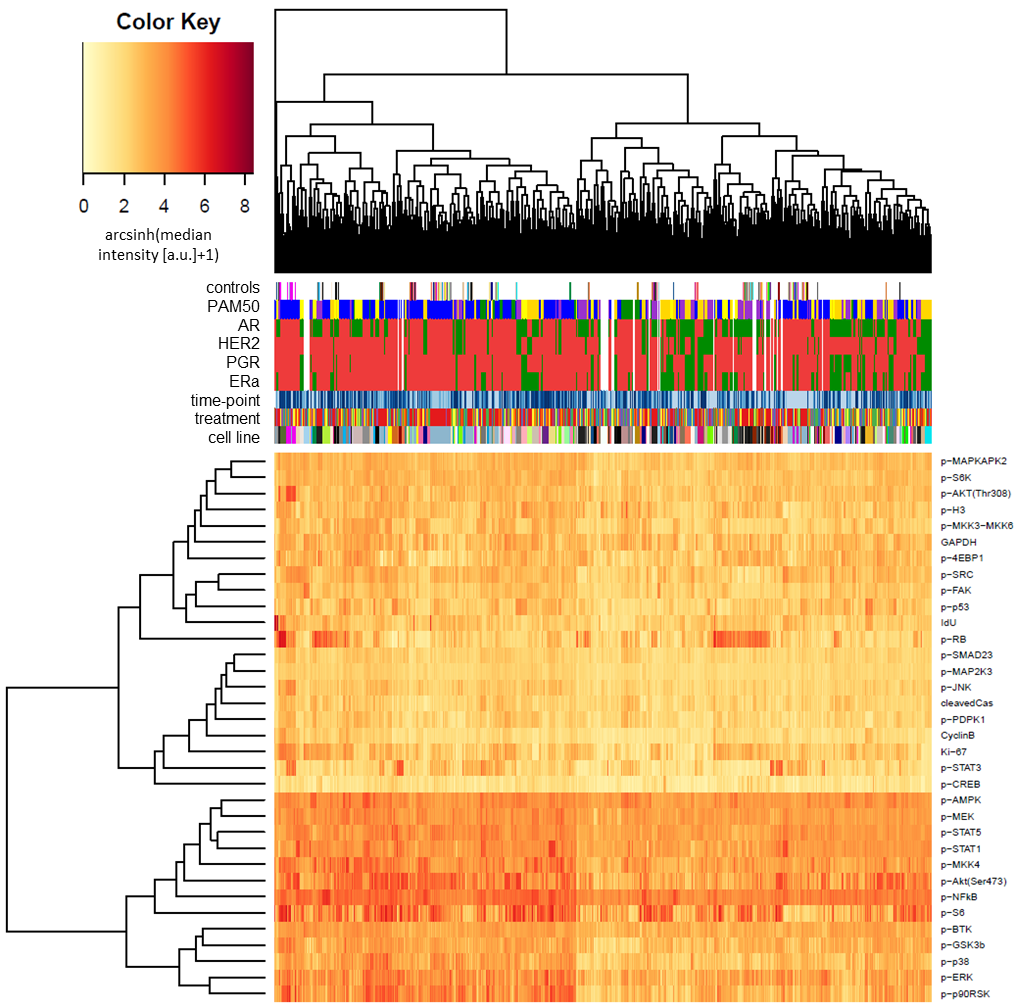 Color Key
0 2 4 6 8
arcsinh(median
intensity [a.u.]+1)
controls
PAM50
AR
HER2
PGR
ERa
time-point
treatment
cell line
p-MAPKAPK2
p-S6K
p-AKT(Thr308)
p-H3
p-MKK3-MKK6
GAPDH
p-4EBP1
p-SRC
p-FAK
p-p53
IdU
p-RB
p-SMAD23
p-MAP2K3
p-JNK
cleavedCas
p-PDPK1
CyclinB
Ki-67
p-STAT3
p-CREB
p-AMPK
p-MEK
p-STAT5
p-STAT1
p-MKK4
p-Akt(Ser473)
p-NFkB
p-S6
p-BTK
p-GSK3b
p-p38
p-ERK
p-p90RSK